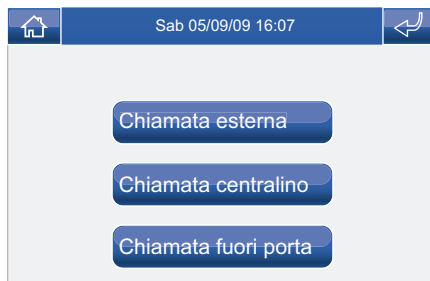 Sab 05/09/09 16:07
Chiamata esterna
Chiamata centralino
Chiamata fuori porta